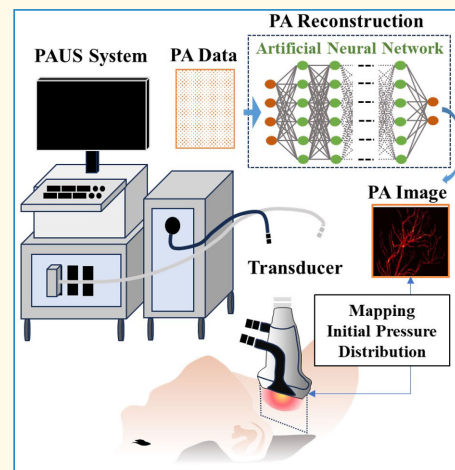 PA Reconstruction
PAUS System
PA Data
Artificial Neural Network
PA Image
Transducer
Mapping
Initial Pressure
Distribution